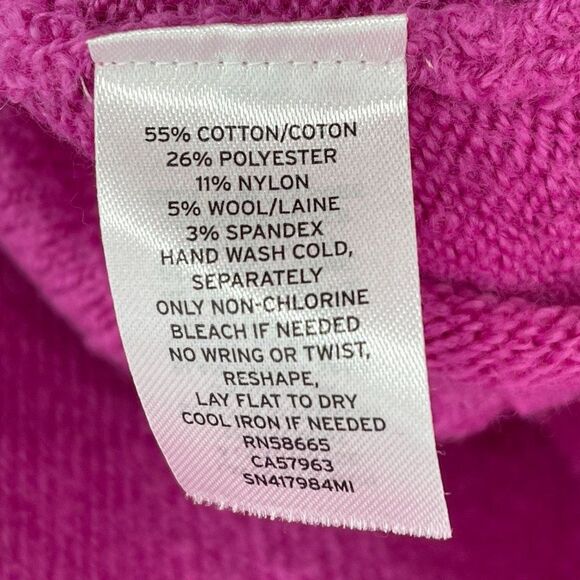 55% COTTON/COTON
26% POLYESTER
11% NYLON
5% WOOL/LAINE
3% SPANDEX
HAND WASH COLD,
SEPARATELY
ONLY NON-CHLORINE
BLEACH IF NEEDED
NO WRING OR TWIST,
RESHAPE,
LAY FLAT TO DRY
COOL IRON IF NEEDED
RN58665
CA57963
SN417984MI